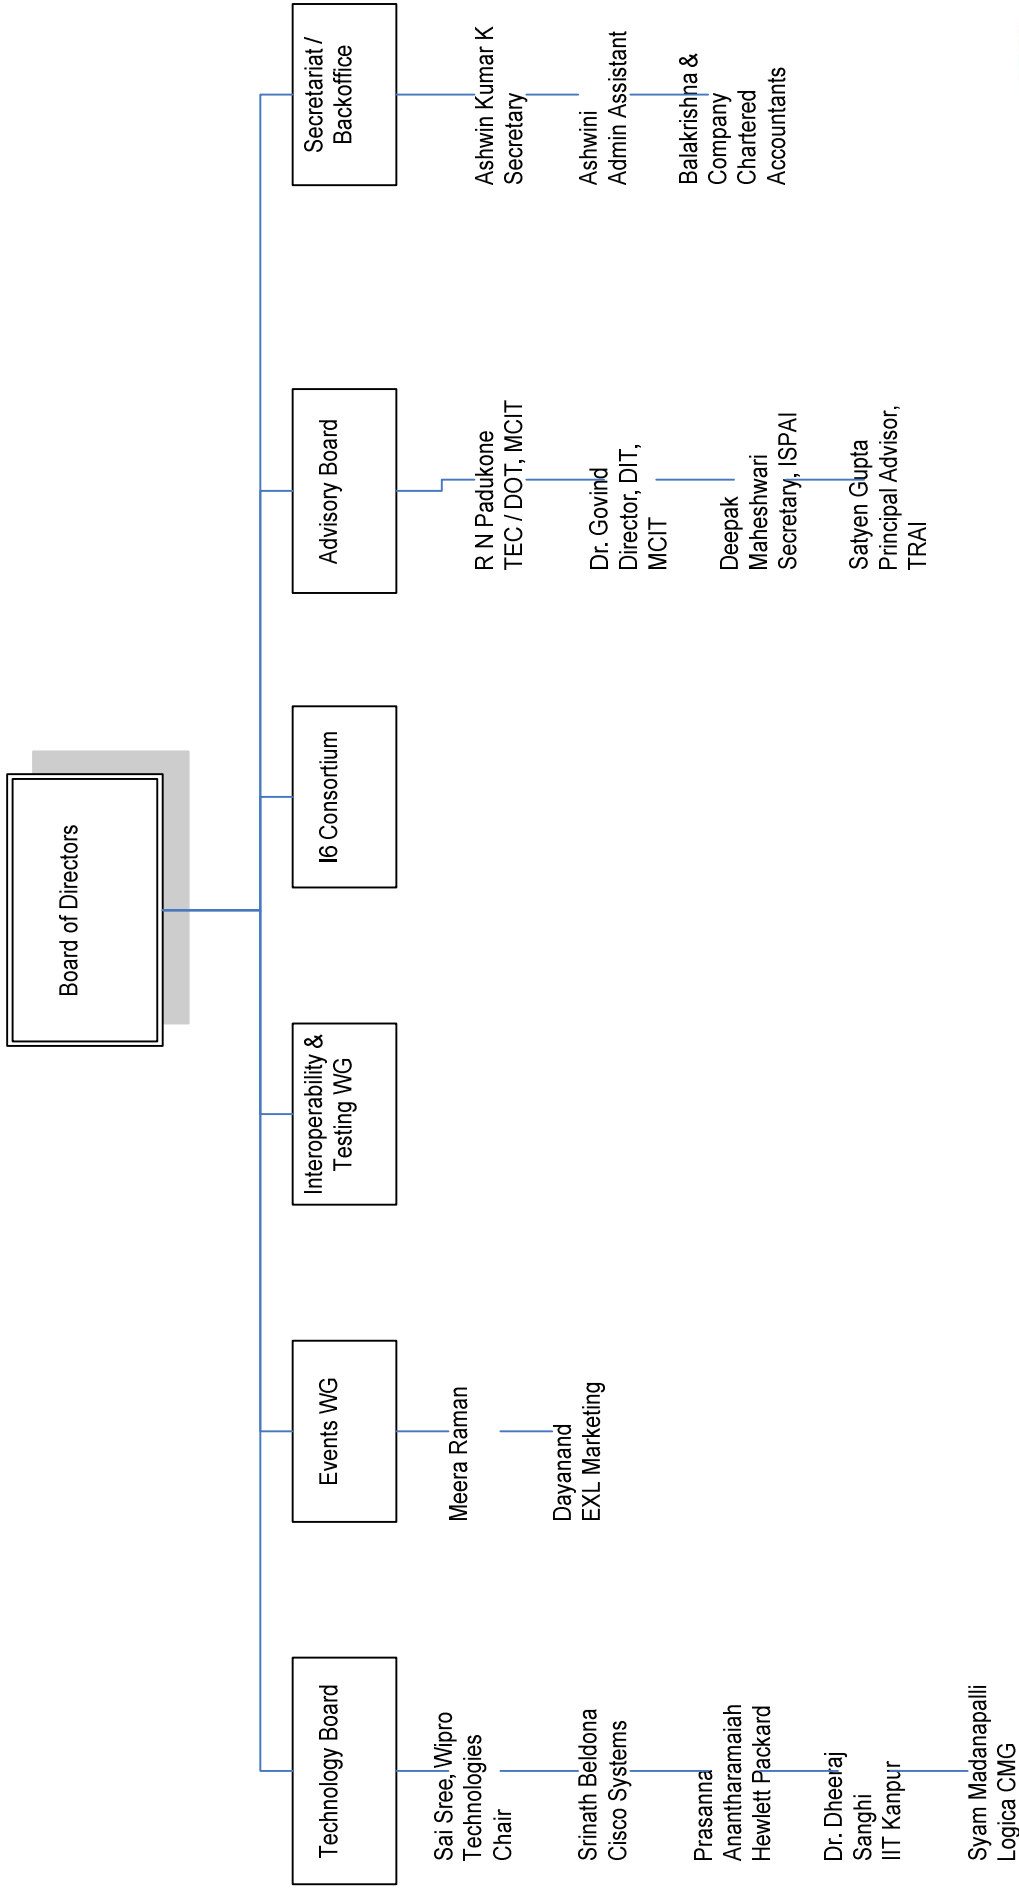 Board of Directors
Technology Board
Sai Sree, Wipro
Technologies
Chair
Srinath Beldona
Cisco Systems
Prasanna
Anantharamaiah
Hewlett Packard
Dr. Dheeraj
Sanghi
IIT Kanpur
Syam Madanapalli
Logica CMG
Events WG
Meera Raman
Dayanand
EXL Marketing
Interoperability &
Testing WG
I6 Consortium
Advisory Board
R N Padukone
TEC / DOT, MCIT
Dr. Govind
Director, DIT,
MCIT
Deepak
Maheshwari
Secretary, ISPAI
Satyen Gupta
Principal Advisor,
TRAI
Secretariat /
Backoffice
Ashwin Kumar K
Secretary
Ashwini
Admin Assistant
Balakrishna &
Company
Chartered
Accountants